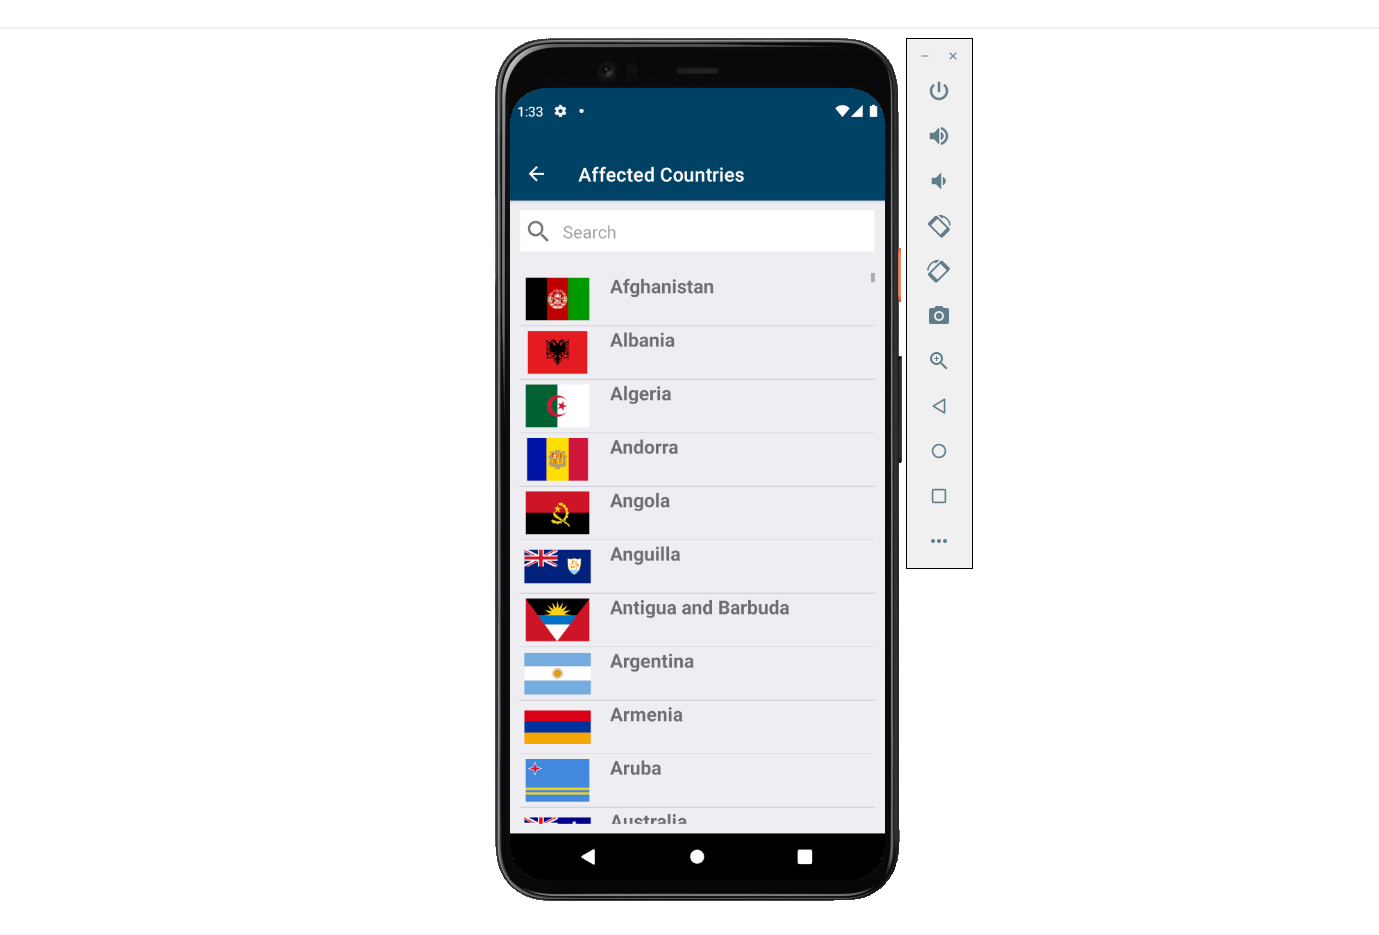 1:33
Affected Countries
Search
Afghanistan
Albania
Algeria
Andorra
Angola
Anguilla
Antigua and Barbuda
Argentina
Armenia
Aruba
Australia